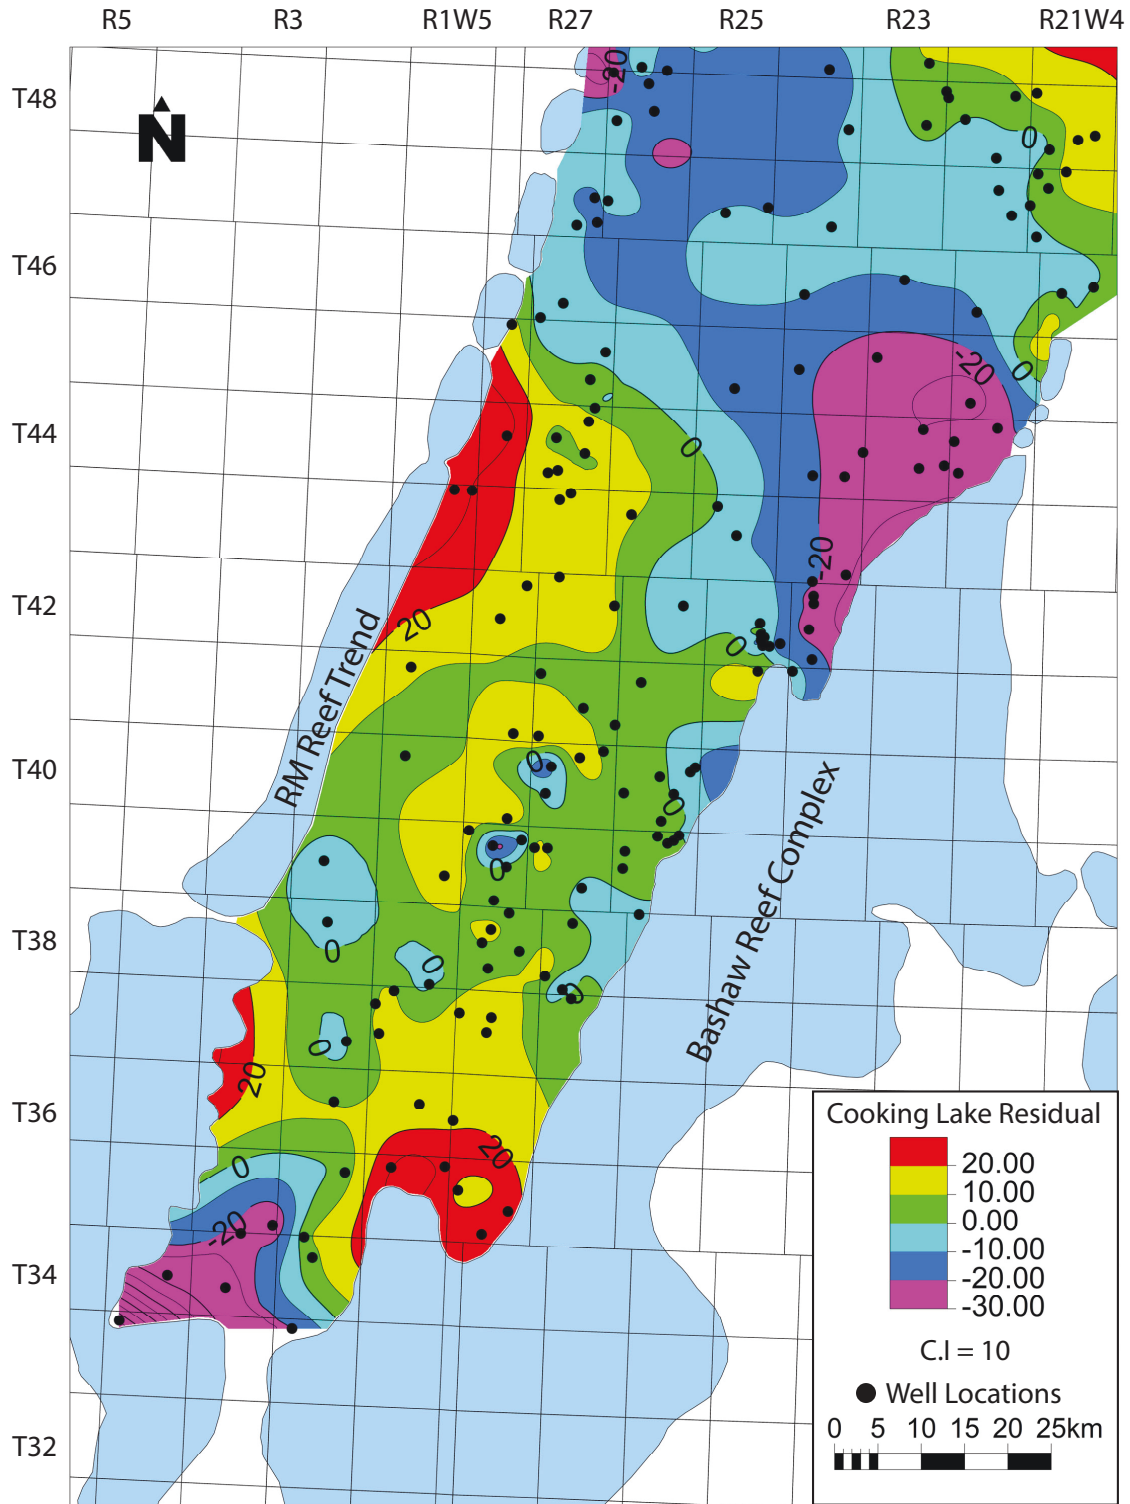 R5 R3 R1W5 R27 R25 R23 R21W4
T48
T46
T44
T42
T40
T38
T36
T34
T32
N
-20
0
-20
0
0
-20
20
0
0
0
0
0
0
0
0
20
20
0
-20
RM Reef Trend
Bashaw Reef Complex
Cooking Lake Residual
20.00
10.00
0.00
-10.00
-20.00
-30.00
C.I = 10
Well Locations
0 5 10 15 20 25km